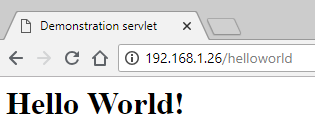 Demonstration servlet
192.168.1.26/helloworld
Hello World!